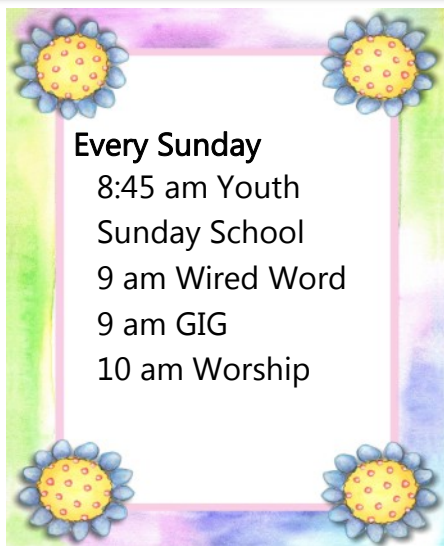 Every Sunday
8:45 am Youth
Sunday School
9 am Wired Word
9 am GIG
10 am Worship